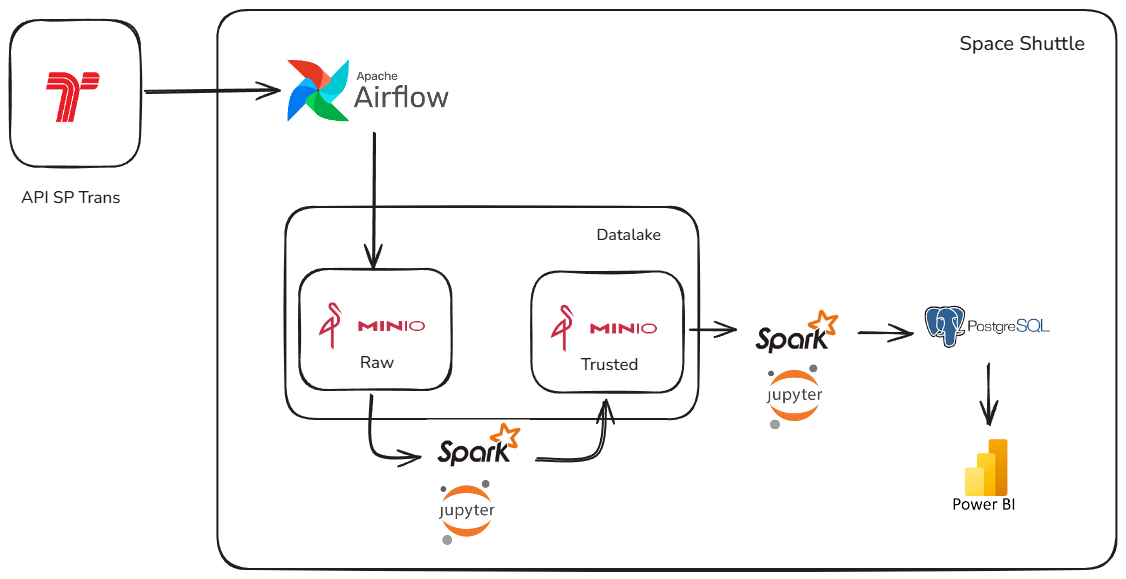 Space Shuttle
Apache
Airflow
API SP Trans
Datalake
MINIO
Raw
MINIO
Trusted
Spark
jupyter
PostgreSQL
Spark
jupyter
Power BI